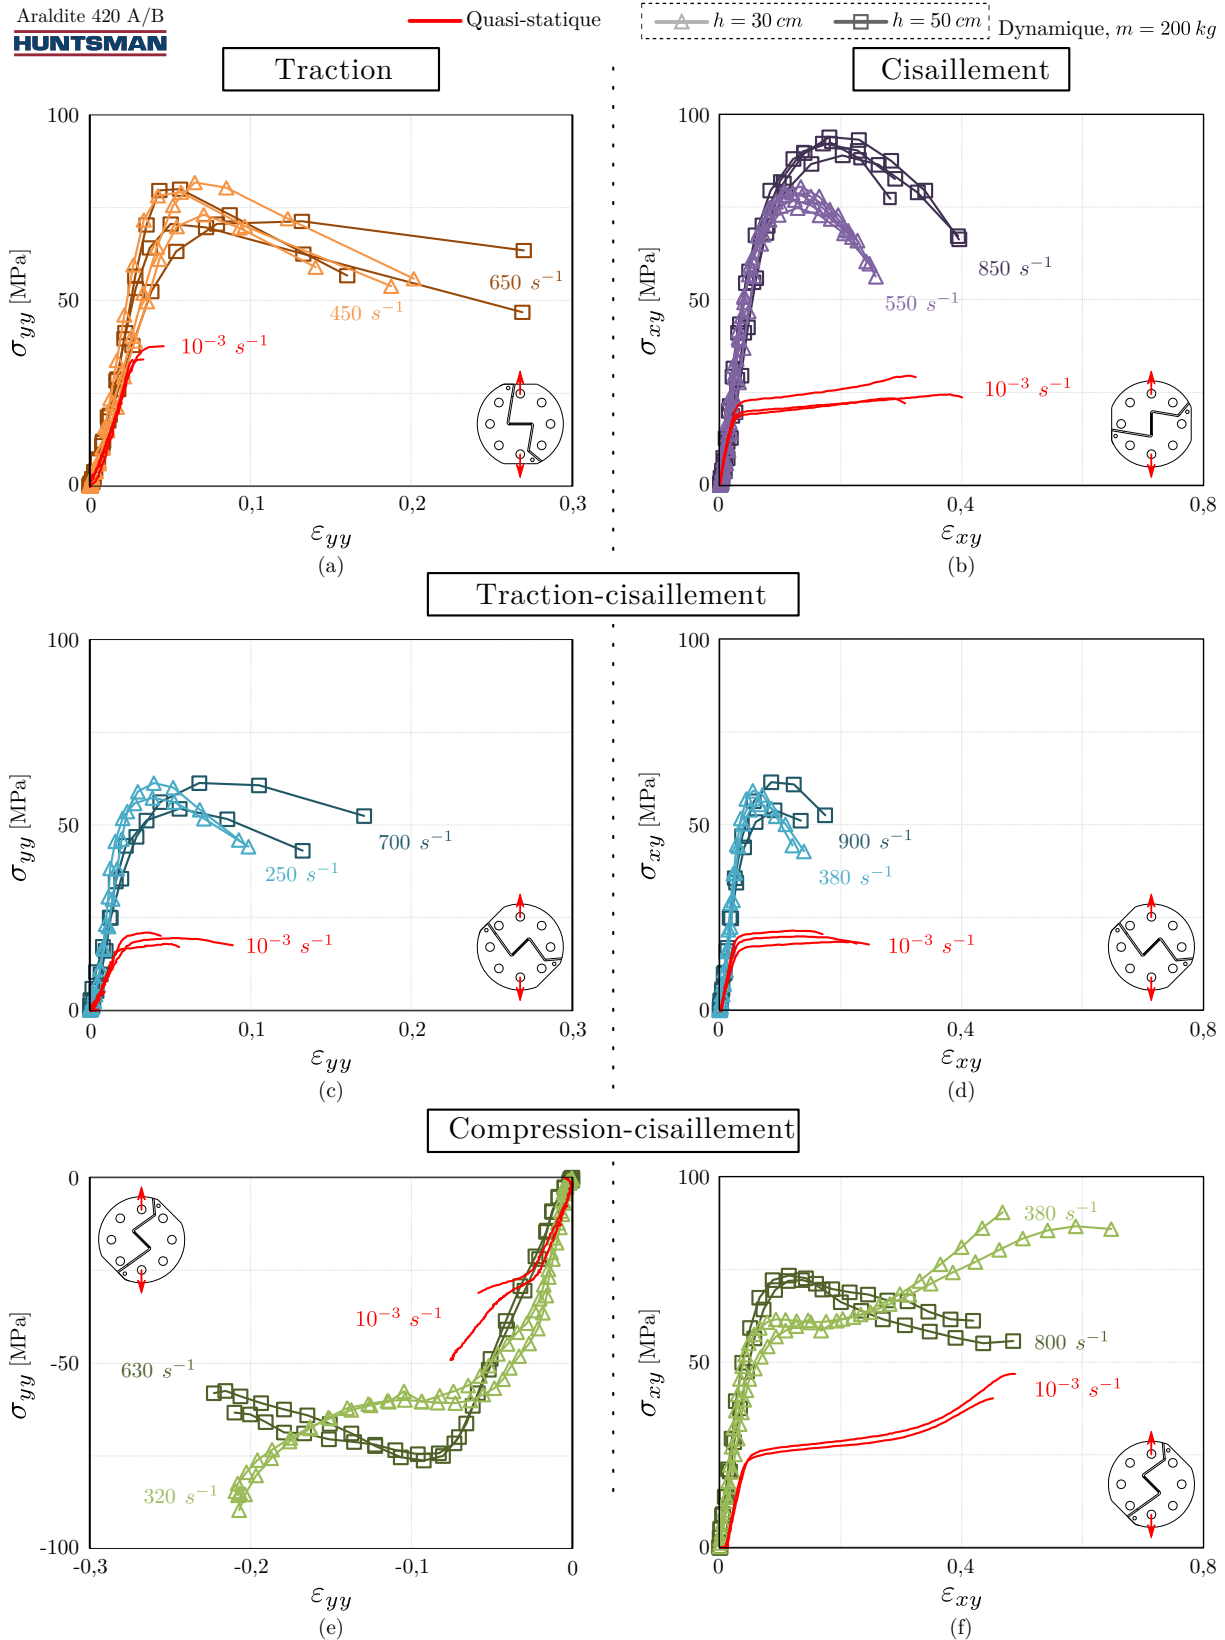 Araldite 420 A/B
HUNTSMAN
Quasi-statique
h = 30 cm
h = 50 cm
Dynamique, m = 200 kg
Traction
Cisaillement
100
50
0
σyy [MPa]
650 s⁻¹
450 s⁻¹
10⁻³ s⁻¹
0
0,1
0,2
0,3
εyy
(a)
100
50
0
σxy [MPa]
850 s⁻¹
550 s⁻¹
10⁻³ s⁻¹
0
0,4
0,8
εxy
(b)
Traction-cisaillement
100
50
0
σyy [MPa]
700 s⁻¹
250 s⁻¹
10⁻³ s⁻¹
0
0,1
0,2
0,3
εyy
(c)
100
50
0
σxy [MPa]
900 s⁻¹
380 s⁻¹
10⁻³ s⁻¹
0
0,4
0,8
εxy
(d)
Compression-cisaillement
0
-50
-100
σyy [MPa]
10⁻³ s⁻¹
630 s⁻¹
320 s⁻¹
-0,3
-0,2
-0,1
0
εyy
(e)
100
50
0
σxy [MPa]
380 s⁻¹
800 s⁻¹
10⁻³ s⁻¹
0
0,4
0,8
εxy
(f)